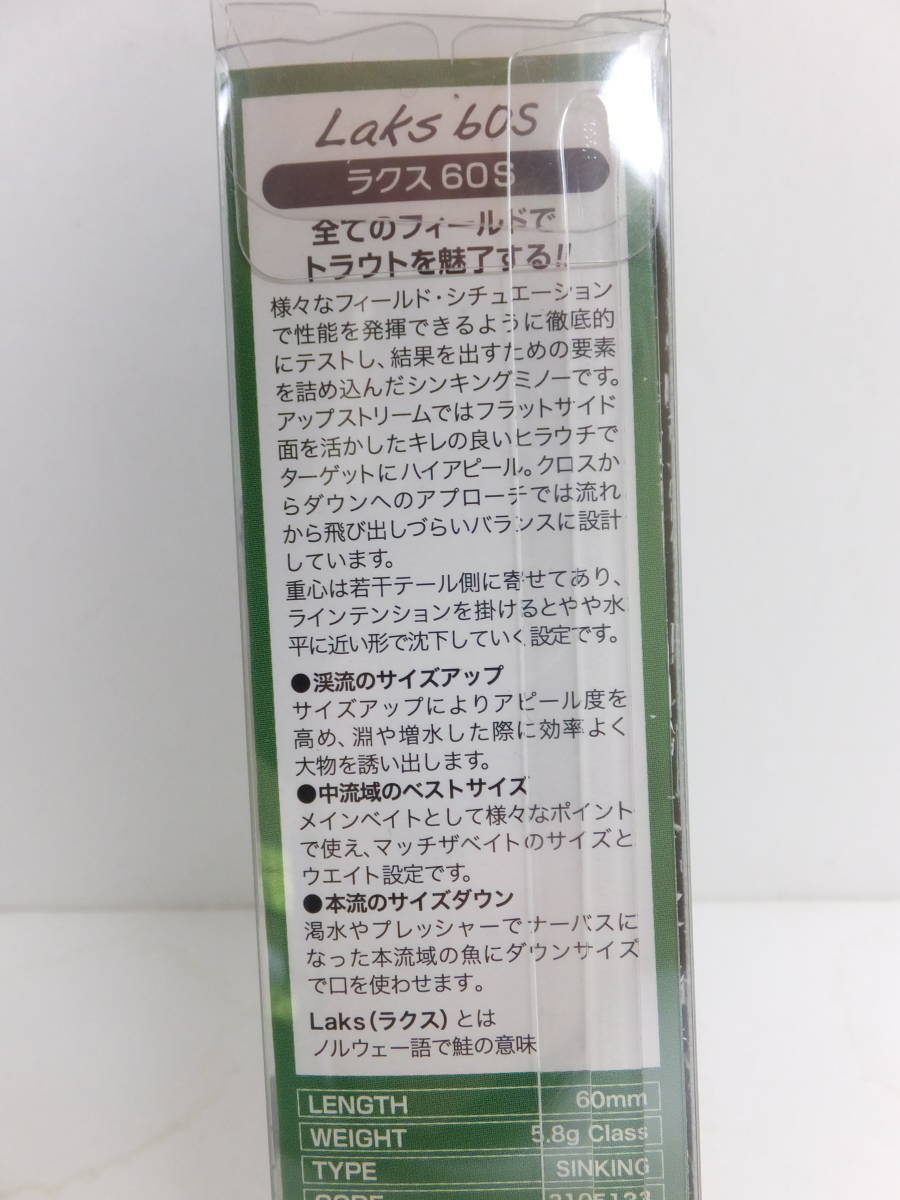 Laks 60S
ラクス 60S
全てのフィールドで
トラウトを魅了する!!
様々なフィールド・シチュエーション
で性能を発揮できるように徹底的
にテストし、結果を出すための要素
を詰め込んだシンキングミノーです。
アップストリームではフラットサイド
面を活かしたキレの良いヒラウチで
ターゲットにハイアピール。クロスか
らダウンへのアプローチでは流れ
から飛び出しづらいバランスに設計
しています。
重心は若干テール側に寄せてあり、
ラインテンションを掛けるとやや水
平に近い形で沈下していく設定です。
●渓流のサイズアップ
サイズアップによりアピール度を
高め、淵や増水した際に効率よく
大物を誘い出します。
●中流域のベストサイズ
メインベイトとして様々なポイント
で使え、マッチザベイトのサイズと
ウエイト設定です。
●本流のサイズダウン
渇水やプレッシャーでナーバスに
なった本流域の魚にダウンサイズ
で口を使わせます。
Laks(ラクス)とは
ノルウェー語で鮭の意味
LENGTH 60mm
WEIGHT 5.8g Class
TYPE SINKING
CODE